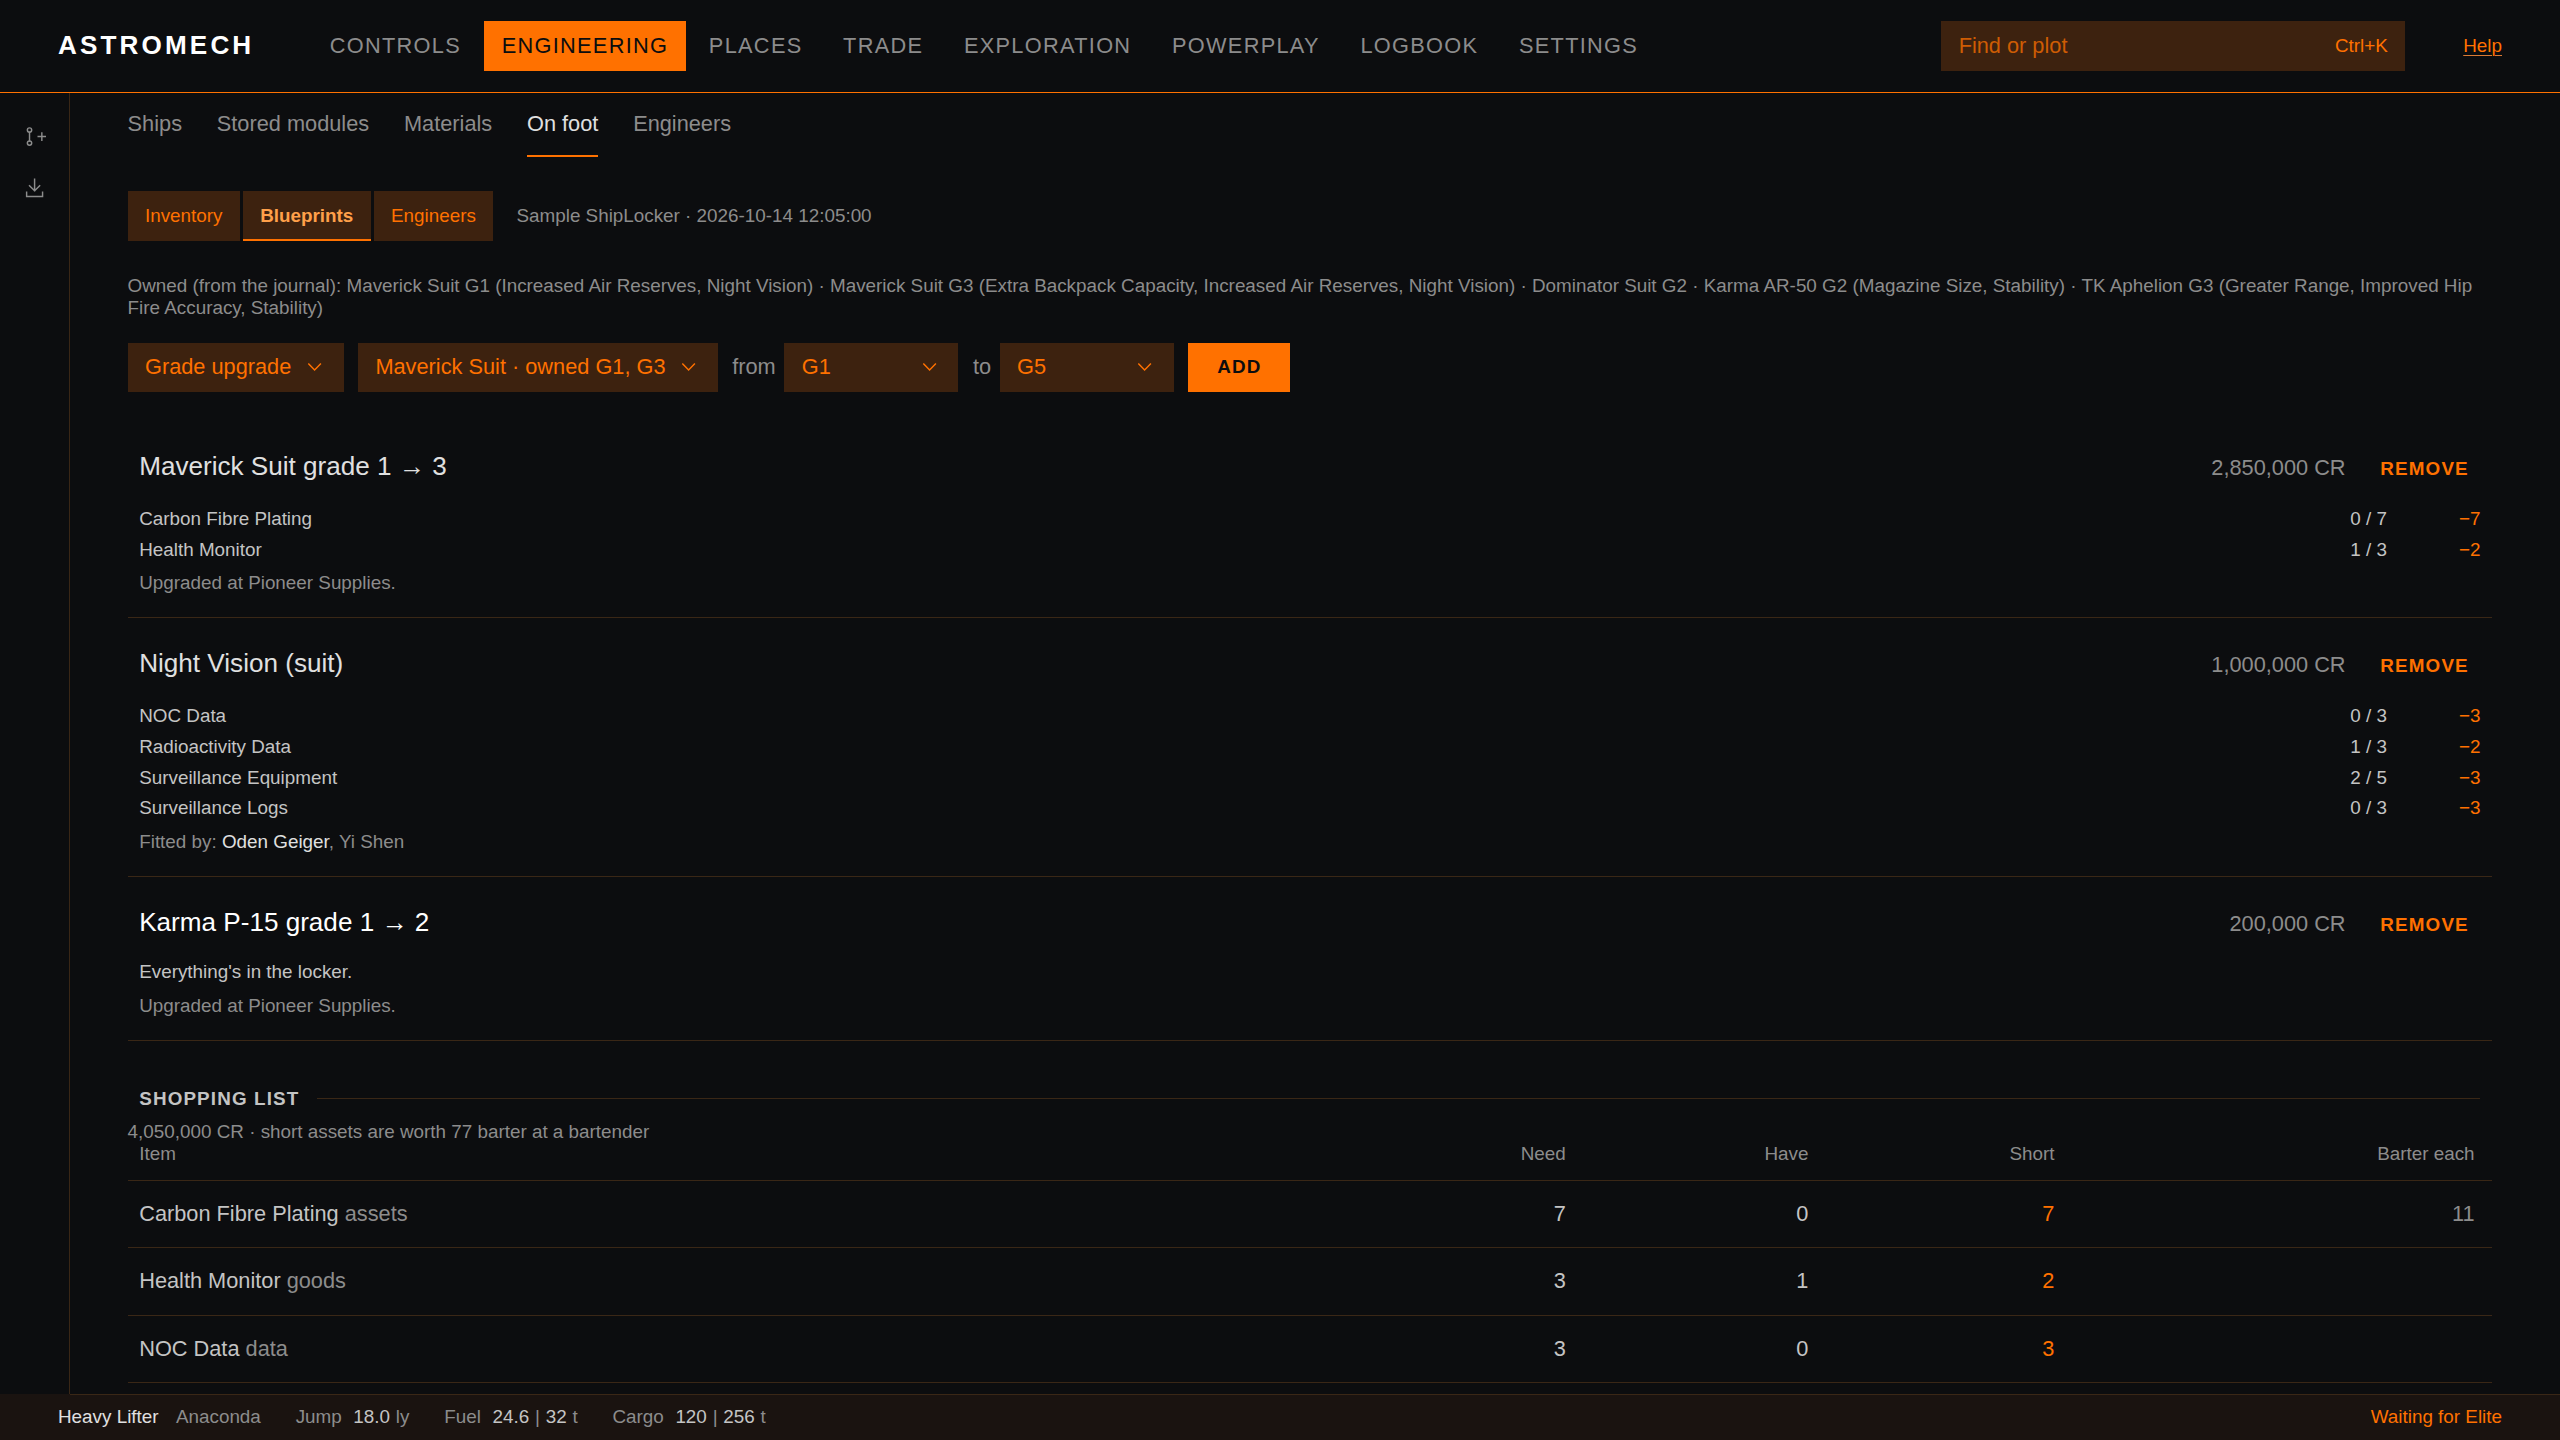 ASTROMECH CONTROLS ENGINEERING PLACES TRADE EXPLORATION POWERPLAY LOGBOOK SETTINGS Find or plot Ctrl+K Help
Ships Stored modules Materials On foot Engineers
Inventory Blueprints Engineers Sample ShipLocker · 2026-10-14 12:05:00
Owned (from the journal): Maverick Suit G1 (Increased Air Reserves, Night Vision) · Maverick Suit G3 (Extra Backpack Capacity, Increased Air Reserves, Night Vision) · Dominator Suit G2 · Karma AR-50 G2 (Magazine Size, Stability) · TK Aphelion G3 (Greater Range, Improved Hip
Fire Accuracy, Stability)
Grade upgrade Maverick Suit · owned G1, G3 from G1 to G5 ADD
Maverick Suit grade 1 → 3 2,850,000 CR REMOVE
Carbon Fibre Plating 0 / 7 −7
Health Monitor 1 / 3 −2
Upgraded at Pioneer Supplies.
Night Vision (suit) 1,000,000 CR REMOVE
NOC Data 0 / 3 −3
Radioactivity Data 1 / 3 −2
Surveillance Equipment 2 / 5 −3
Surveillance Logs 0 / 3 −3
Fitted by: Oden Geiger, Yi Shen
Karma P-15 grade 1 → 2 200,000 CR REMOVE
Everything's in the locker.
Upgraded at Pioneer Supplies.
SHOPPING LIST
4,050,000 CR · short assets are worth 77 barter at a bartender
Item Need Have Short Barter each
Carbon Fibre Plating assets 7 0 7 11
Health Monitor goods 3 1 2
NOC Data data 3 0 3
Heavy Lifter Anaconda Jump 18.0 ly Fuel 24.6 | 32 t Cargo 120 | 256 t Waiting for Elite